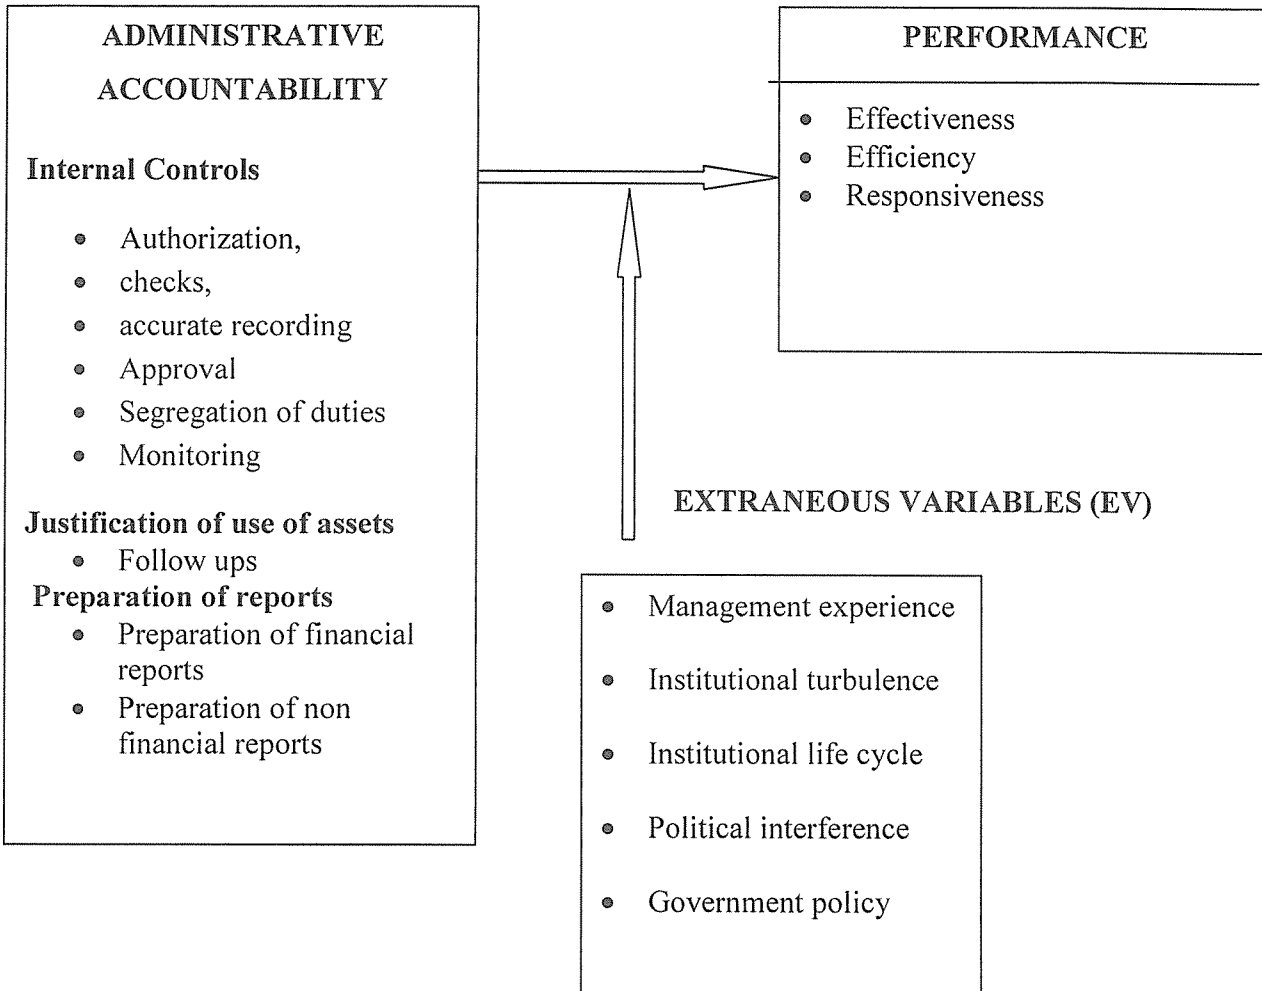 ADMINISTRATIVE
ACCOUNTABILITY
Internal Controls
• Authorization,
• checks,
• accurate recording
• Approval
• Segregation of duties
• Monitoring
Justification of use of assets
• Follow ups
Preparation of reports
• Preparation of financial
reports
• Preparation of non
financial reports
PERFORMANCE
• Effectiveness
• Efficiency
• Responsiveness
EXTRANEOUS VARIABLES (EV)
• Management experience
• Institutional turbulence
• Institutional life cycle
• Political interference
• Government policy